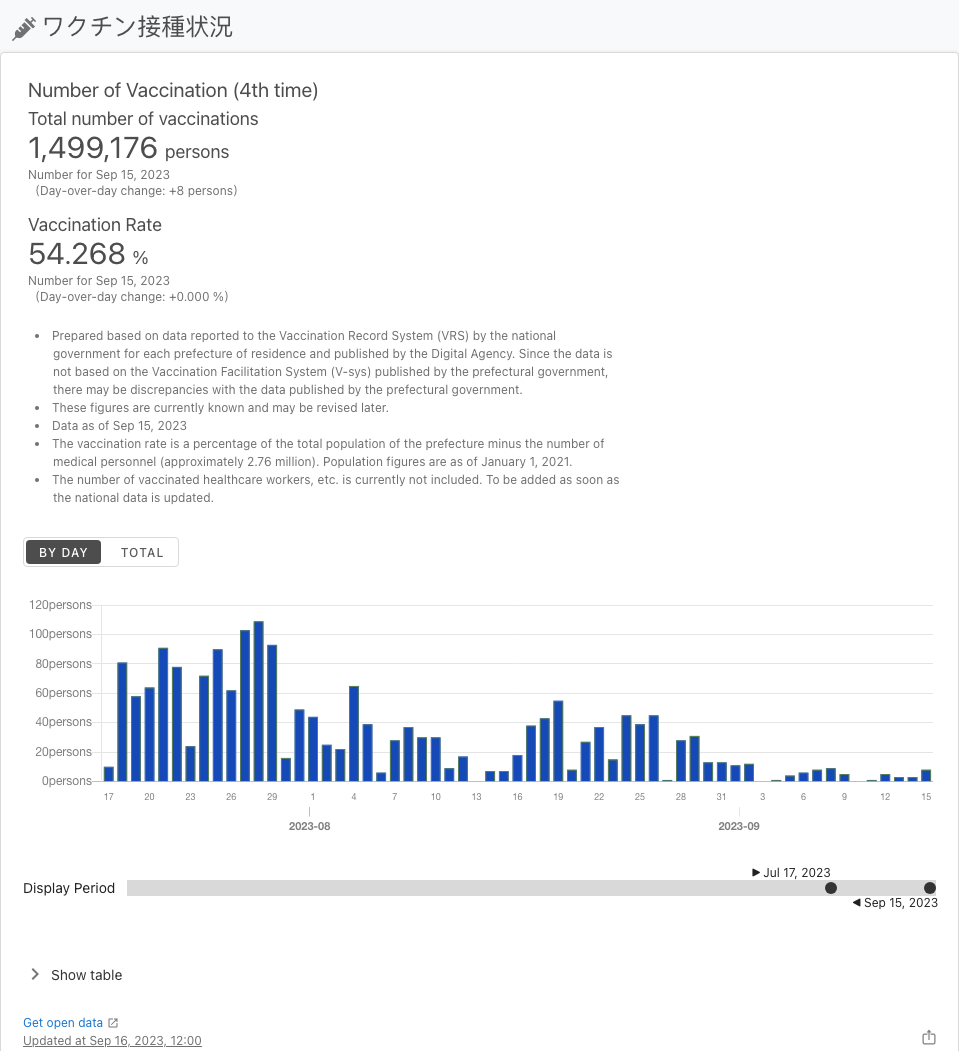 ワクチン接種状況
Number of Vaccination (4th time)
Total number of vaccinations
1,499,176 persons
Number for Sep 15, 2023
(Day-over-day change: +8 persons)
Vaccination Rate
54.268 %
Number for Sep 15, 2023
(Day-over-day change: +0.000 %)
• Prepared based on data reported to the Vaccination Record System (VRS) by the national
government for each prefecture of residence and published by the Digital Agency. Since the data is
not based on the Vaccination Facilitation System (V-sys) published by the prefectural government,
there may be discrepancies with the data published by the prefectural government.
• These figures are currently known and may be revised later.
• Data as of Sep 15, 2023
• The vaccination rate is a percentage of the total population of the prefecture minus the number of
medical personnel (approximately 2.76 million). Population figures are as of January 1, 2021.
• The number of vaccinated healthcare workers, etc. is currently not included. To be added as soon as
the national data is updated.
BY DAY TOTAL
120persons
100persons
80persons
60persons
40persons
20persons
0persons
17 20 23 26 29 1 4 7 10 13 16 19 22 25 28 31 3 6 9 12 15
2023-08 2023-09
▶ Jul 17, 2023
Display Period
◀ Sep 15, 2023
Show table
Get open data
Updated at Sep 16, 2023, 12:00